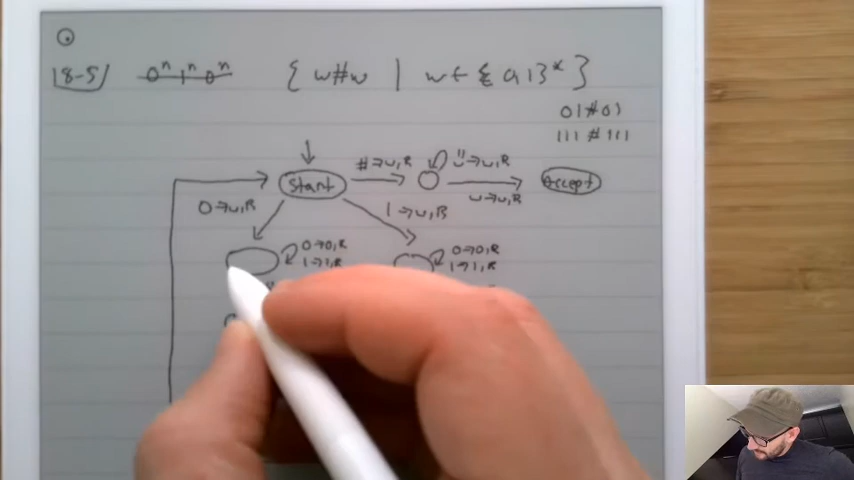 18-5) 0ⁿ1ⁿ0ⁿ { w#w | w ∈ {0,1}* }
01#01
111#111
#→⊔,R "→⊔,R
Start Accept
⊔→⊔,R
0→⊔,R 1→⊔,R
0→0,R 0→0,R
1→1,R 1→1,R